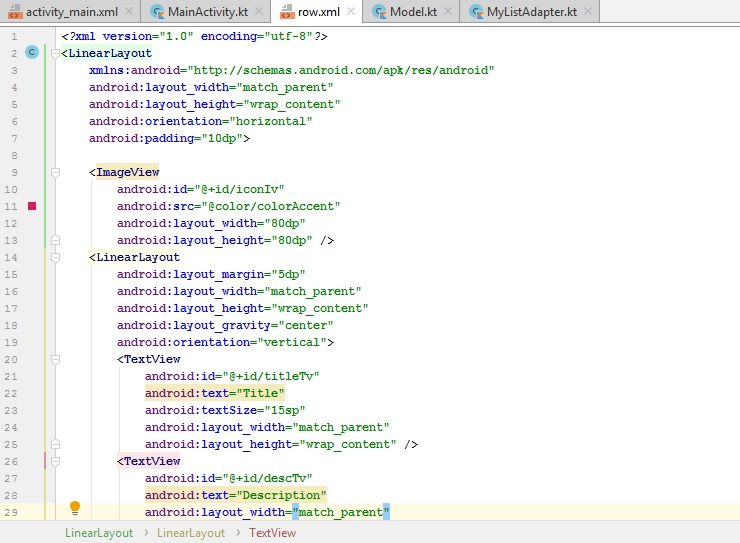 activity_main.xml MainActivity.kt row.xml Model.kt MyListAdapter.kt
1 <?xml version="1.0" encoding="utf-8"?>
2 C <LinearLayout
3 xmlns:android="http://schemas.android.com/apk/res/android"
4 android:layout_width="match_parent"
5 android:layout_height="wrap_content"
6 android:orientation="horizontal"
7 android:padding="10dp">
8
9 <ImageView
10 android:id="@+id/iconIv"
11 android:src="@color/colorAccent"
12 android:layout_width="80dp"
13 android:layout_height="80dp" />
14 <LinearLayout
15 android:layout_margin="5dp"
16 android:layout_width="match_parent"
17 android:layout_height="wrap_content"
18 android:layout_gravity="center"
19 android:orientation="vertical">
20 <TextView
21 android:id="@+id/titleTv"
22 android:text="Title"
23 android:textSize="15sp"
24 android:layout_width="match_parent"
25 android:layout_height="wrap_content" />
26 <TextView
27 android:id="@+id/descTv"
28 android:text="Description"
29 android:layout_width="match_parent"
LinearLayout › LinearLayout › TextView